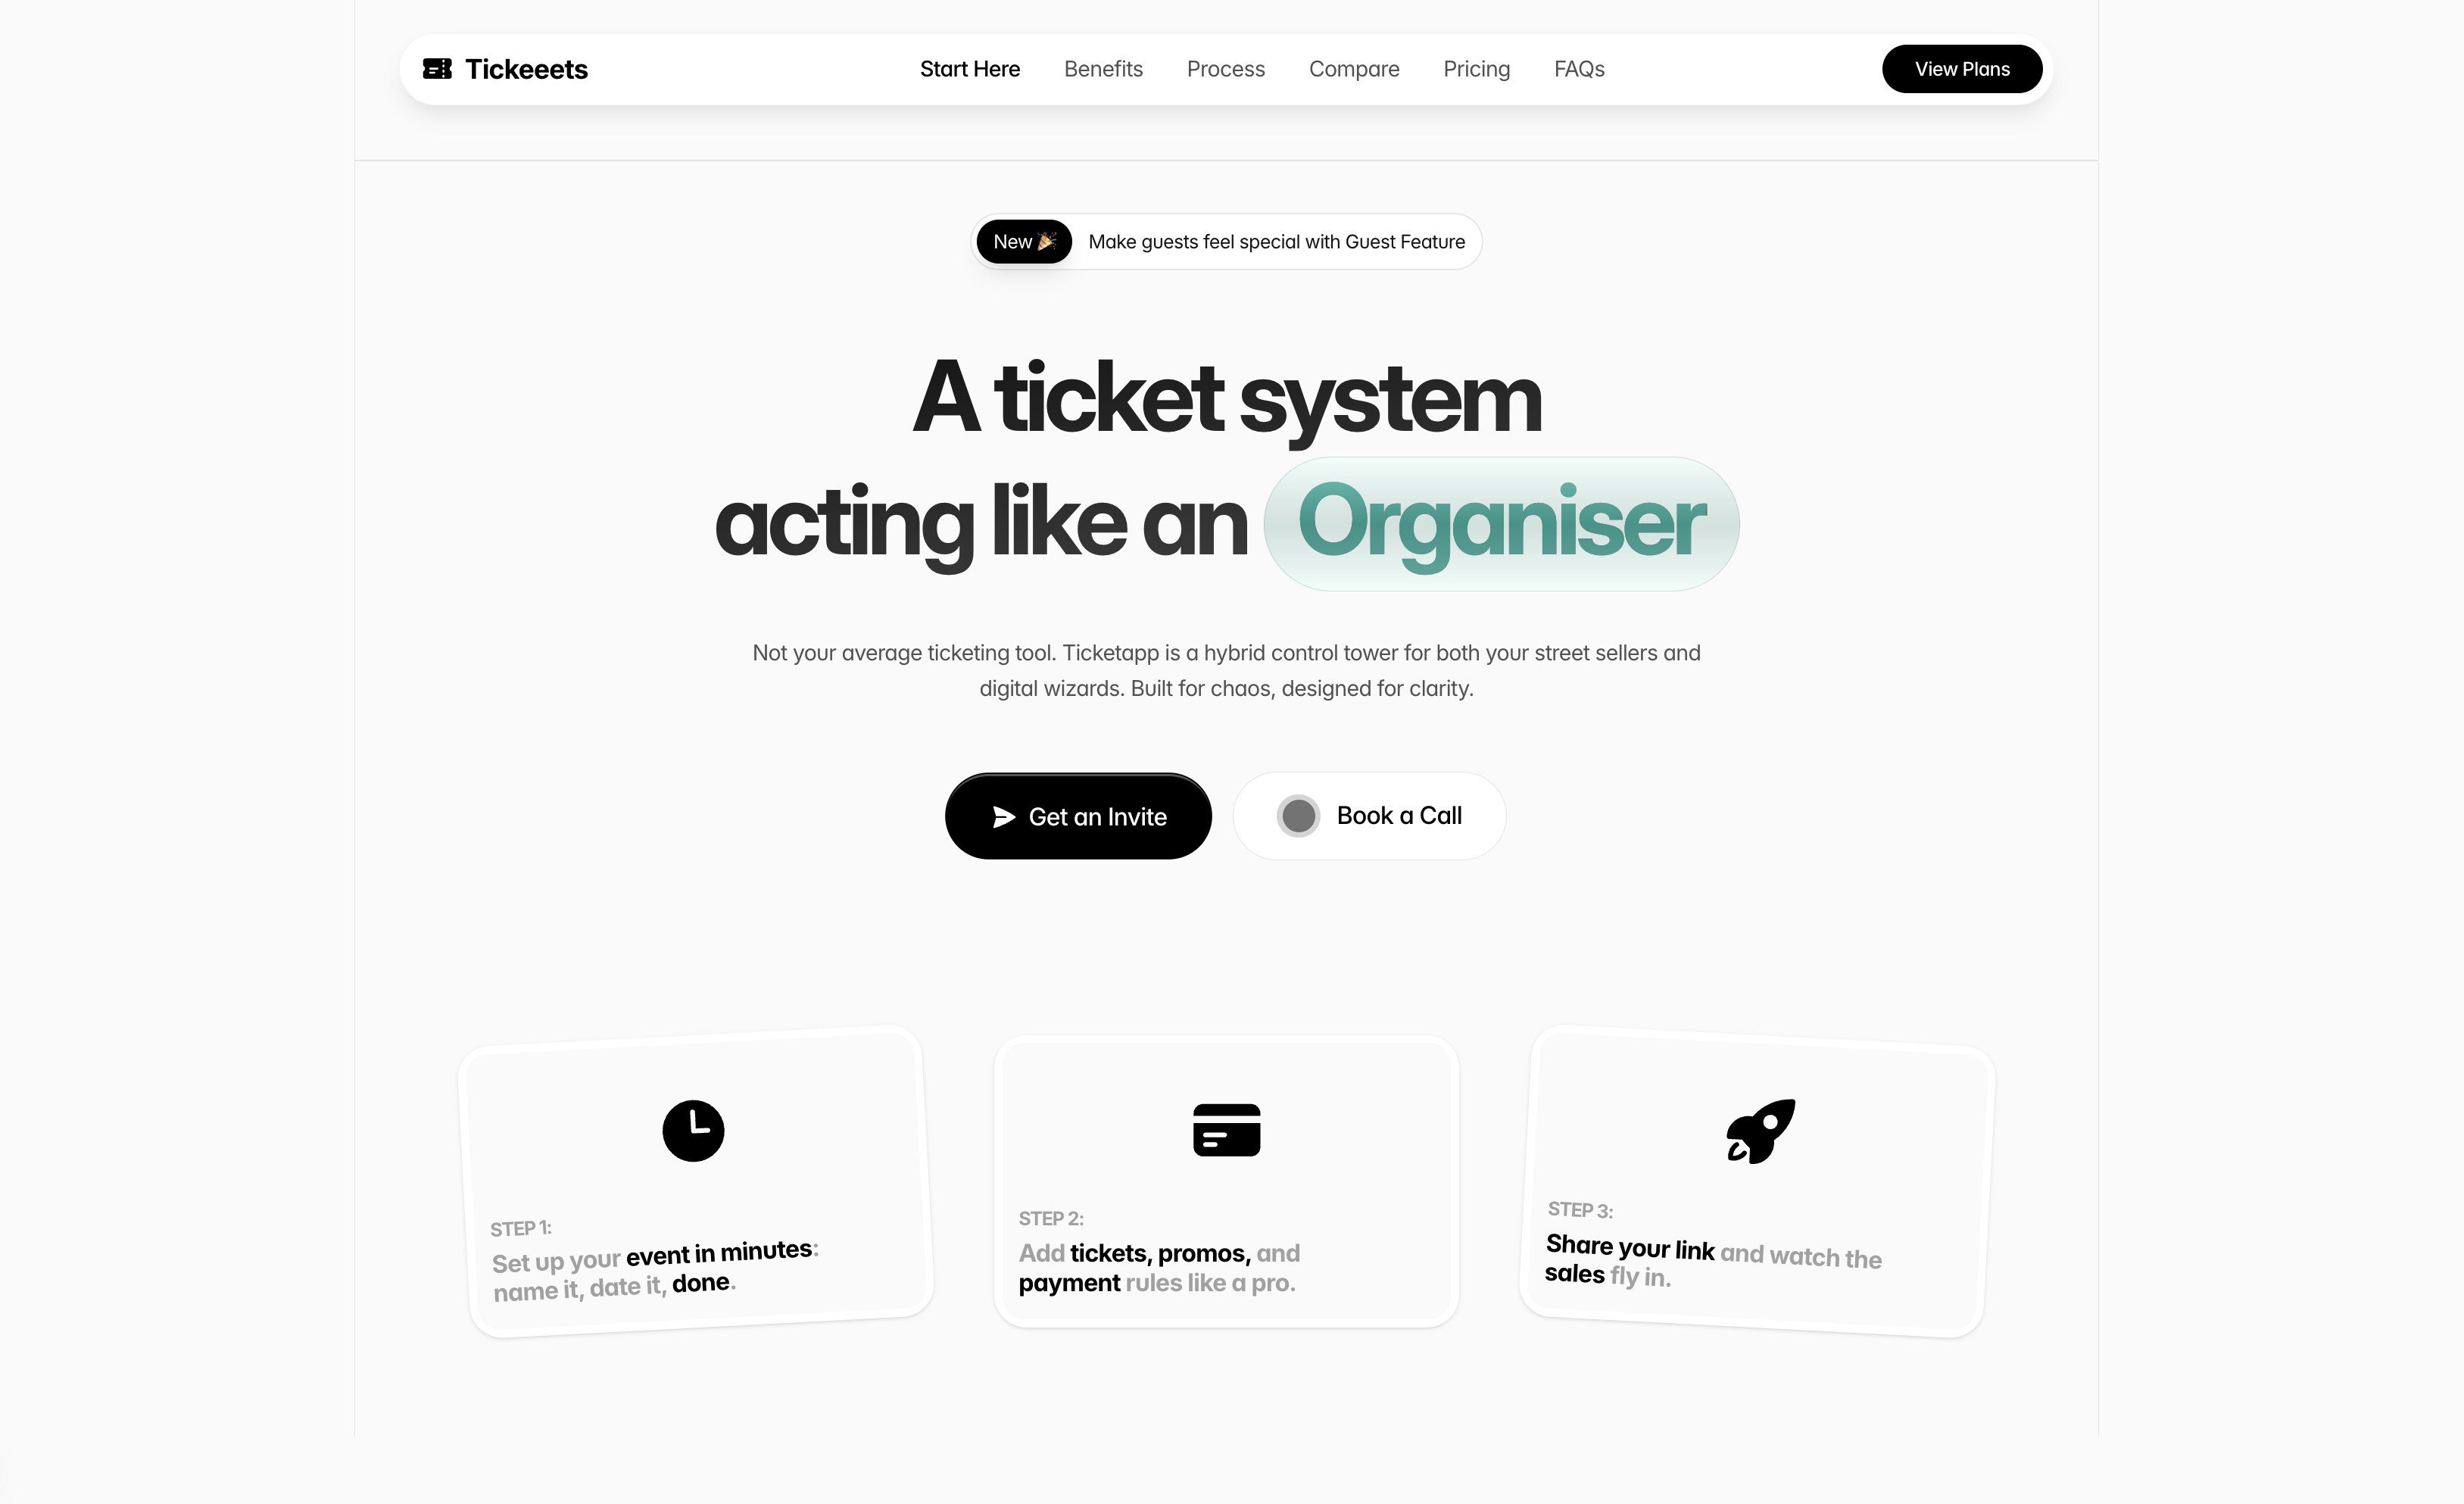 Tickeeets
Start Here
Benefits
Process
Compare
Pricing
FAQs
View Plans
New 🎉 Make guests feel special with Guest Feature
A ticket system
acting like an Organiser
Not your average ticketing tool. Ticketapp is a hybrid control tower for both your street sellers and
digital wizards. Built for chaos, designed for clarity.
Get an Invite
Book a Call
STEP 1:
Set up your event in minutes:
name it, date it, done.
STEP 2:
Add tickets, promos, and
payment rules like a pro.
STEP 3:
Share your link and watch the
sales fly in.